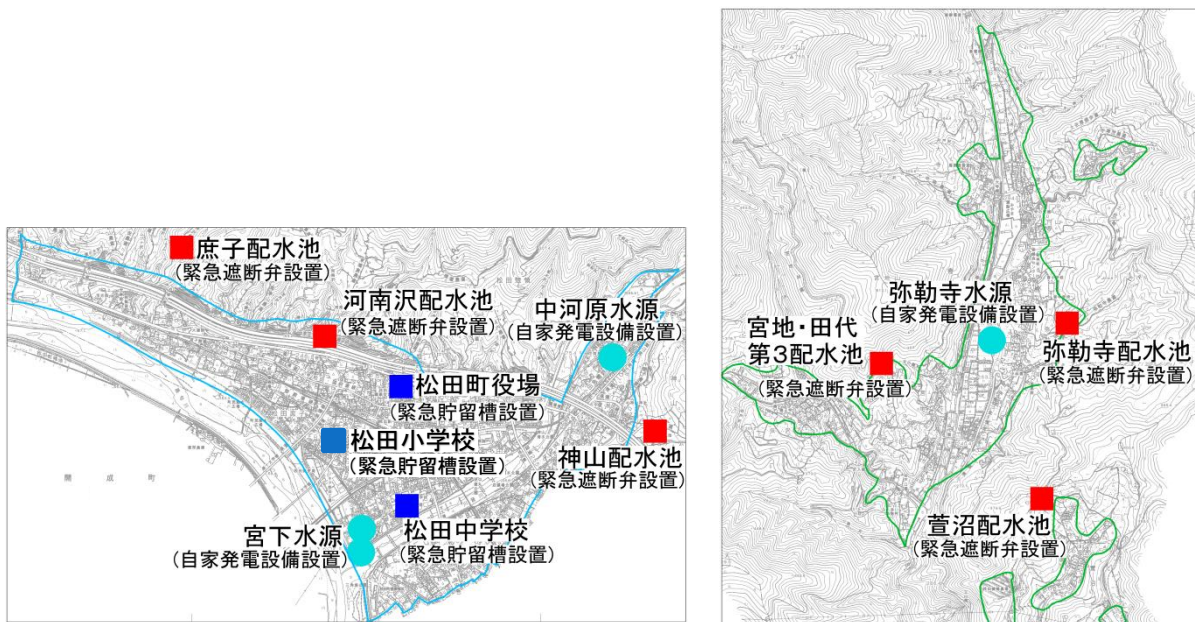 庶子配水池
(緊急遮断弁設置)
河南沢配水池
(緊急遮断弁設置)
中河原水源
(自家発電設備設置)
松田町役場
(緊急貯留槽設置)
松田小学校
(緊急貯留槽設置)
神山配水池
(緊急遮断弁設置)
宮下水源
(自家発電設備設置)
松田中学校
(緊急貯留槽設置)
開成町
弥勒寺水源
(自家発電設備設置)
宮地・田代
第3配水池
(緊急遮断弁設置)
弥勒寺配水池
(緊急遮断弁設置)
萱沼配水池
(緊急遮断弁設置)